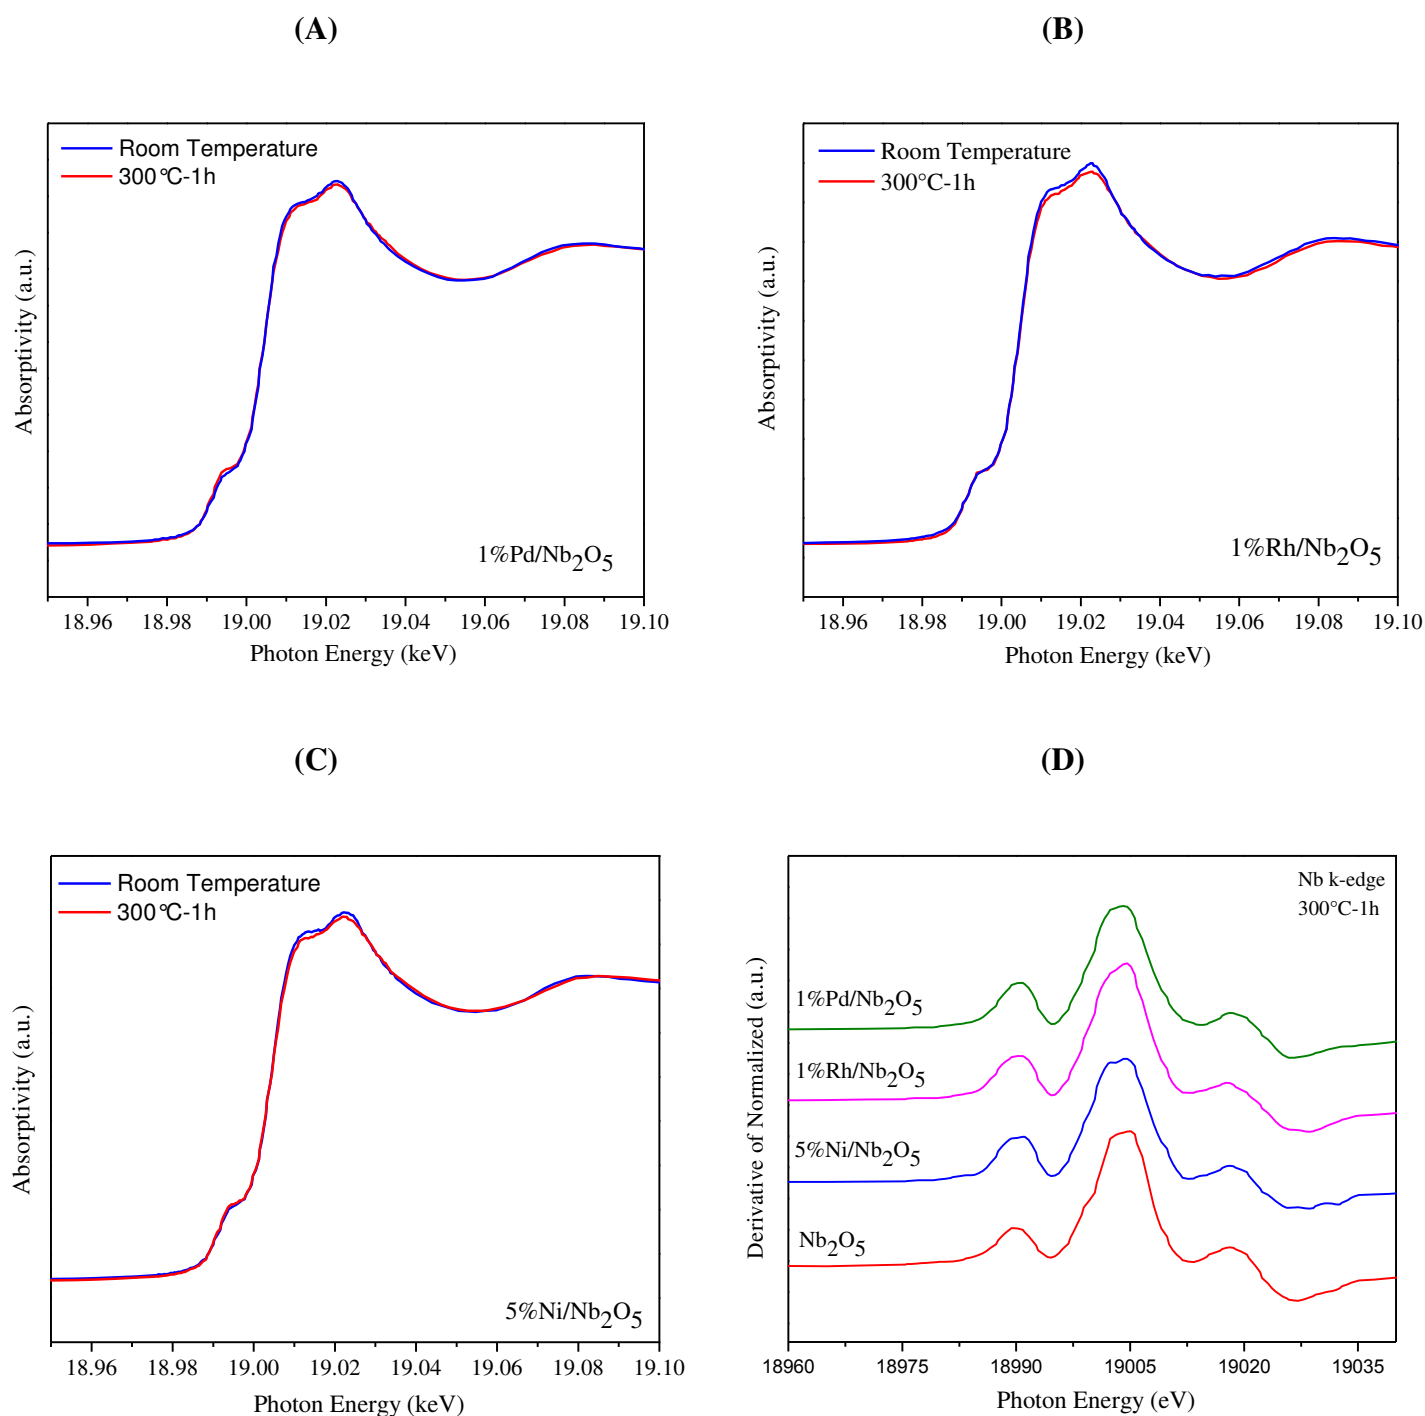 (A)
Room Temperature
300°C-1h
Absorptivity (a.u.)
1%Pd/Nb2O5
18.96 18.98 19.00 19.02 19.04 19.06 19.08 19.10
Photon Energy (keV)
(B)
Room Temperature
300°C-1h
Absorptivity (a.u.)
1%Rh/Nb2O5
18.96 18.98 19.00 19.02 19.04 19.06 19.08 19.10
Photon Energy (keV)
(C)
Room Temperature
300°C-1h
Absorptivity (a.u.)
5%Ni/Nb2O5
18.96 18.98 19.00 19.02 19.04 19.06 19.08 19.10
Photon Energy (keV)
(D)
Nb k-edge
300°C-1h
Derivative of Normalized (a.u.)
1%Pd/Nb2O5
1%Rh/Nb2O5
5%Ni/Nb2O5
Nb2O5
18960 18975 18990 19005 19020 19035
Photon Energy (eV)